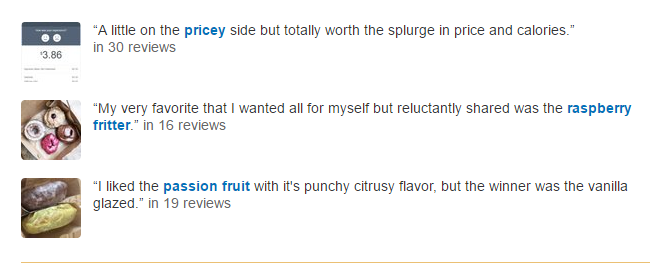 $3.86
“A little on the pricey side but totally worth the splurge in price and calories.”
in 30 reviews
“My very favorite that I wanted all for myself but reluctantly shared was the raspberry
fritter.” in 16 reviews
“I liked the passion fruit with it's punchy citrusy flavor, but the winner was the vanilla
glazed.” in 19 reviews